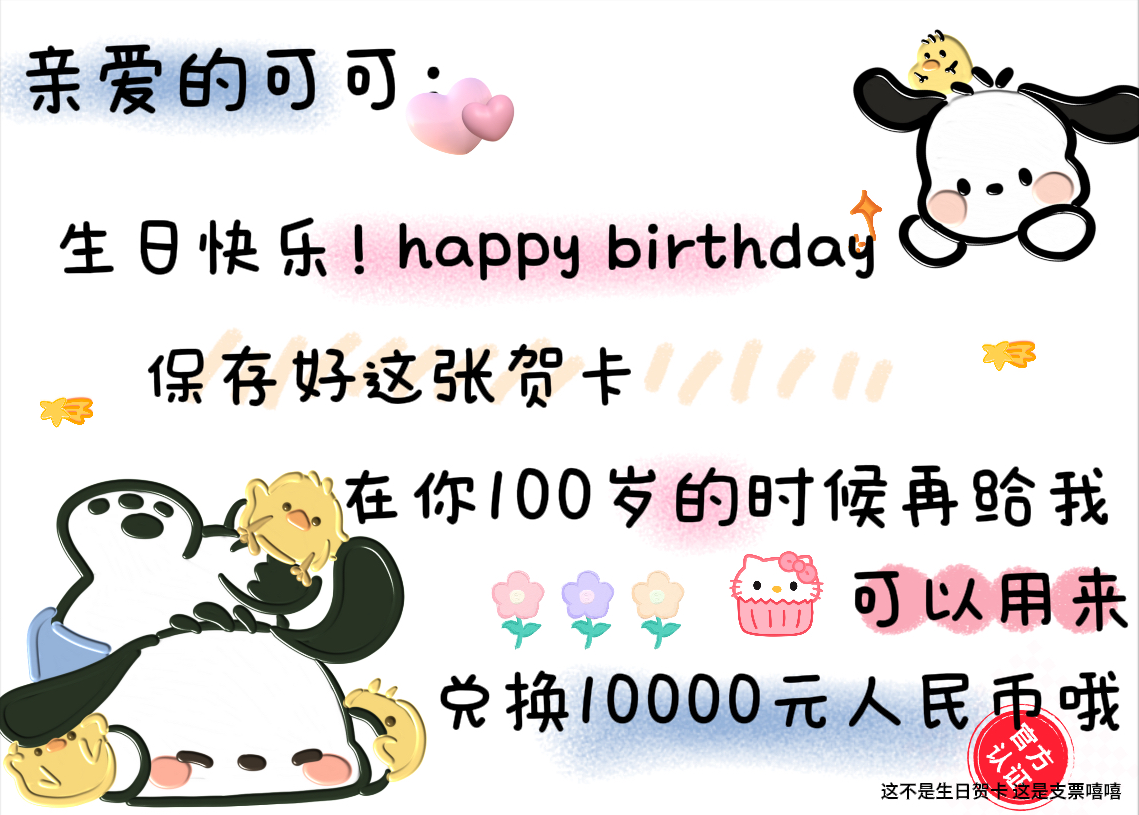 亲爱的可可：
生日快乐！happy birthday
保存好这张贺卡
在你100岁的时候再给我
可以用来
兑换10000元人民币哦
官方
认证
这不是生日贺卡 这是支票嘻嘻